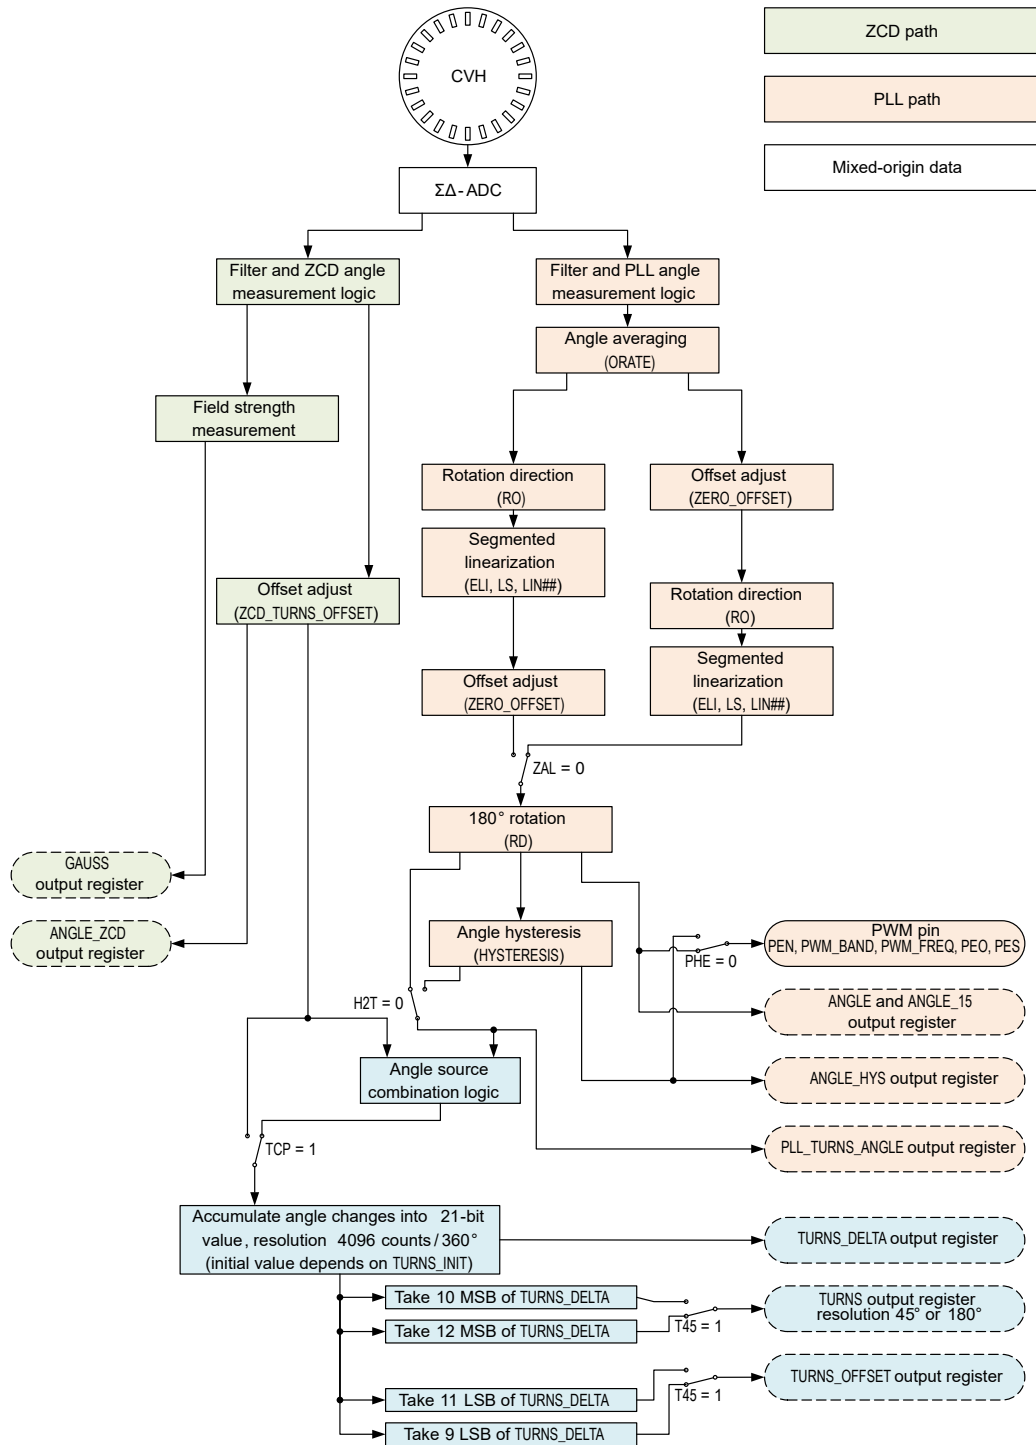 CVH
ZCD path
PLL path
Mixed-origin data
ΣΔ-ADC
Filter and ZCD angle
measurement logic
Filter and PLL angle
measurement logic
Angle averaging
(ORATE)
Field strength
measurement
Rotation direction
(RO)
Offset adjust
(ZERO_OFFSET)
Segmented
linearization
(ELI, LS, LIN##)
Offset adjust
(ZCD_TURNS_OFFSET)
Rotation direction
(RO)
Segmented
linearization
(ELI, LS, LIN##)
Offset adjust
(ZERO_OFFSET)
ZAL = 0
180° rotation
(RD)
GAUSS
output register
ANGLE_ZCD
output register
Angle hysteresis
(HYSTERESIS)
PHE = 0
PWM pin
PEN, PWM_BAND, PWM_FREQ, PEO, PES
H2T = 0
ANGLE and ANGLE_15
output register
Angle source
combination logic
ANGLE_HYS output register
TCP = 1
PLL_TURNS_ANGLE output register
Accumulate angle changes into 21-bit
value, resolution 4096 counts/360°
(initial value depends on TURNS_INIT)
TURNS_DELTA output register
Take 10 MSB of TURNS_DELTA
Take 12 MSB of TURNS_DELTA
T45 = 1
TURNS output register
resolution 45° or 180°
Take 11 LSB of TURNS_DELTA
Take 9 LSB of TURNS_DELTA
T45 = 1
TURNS_OFFSET output register